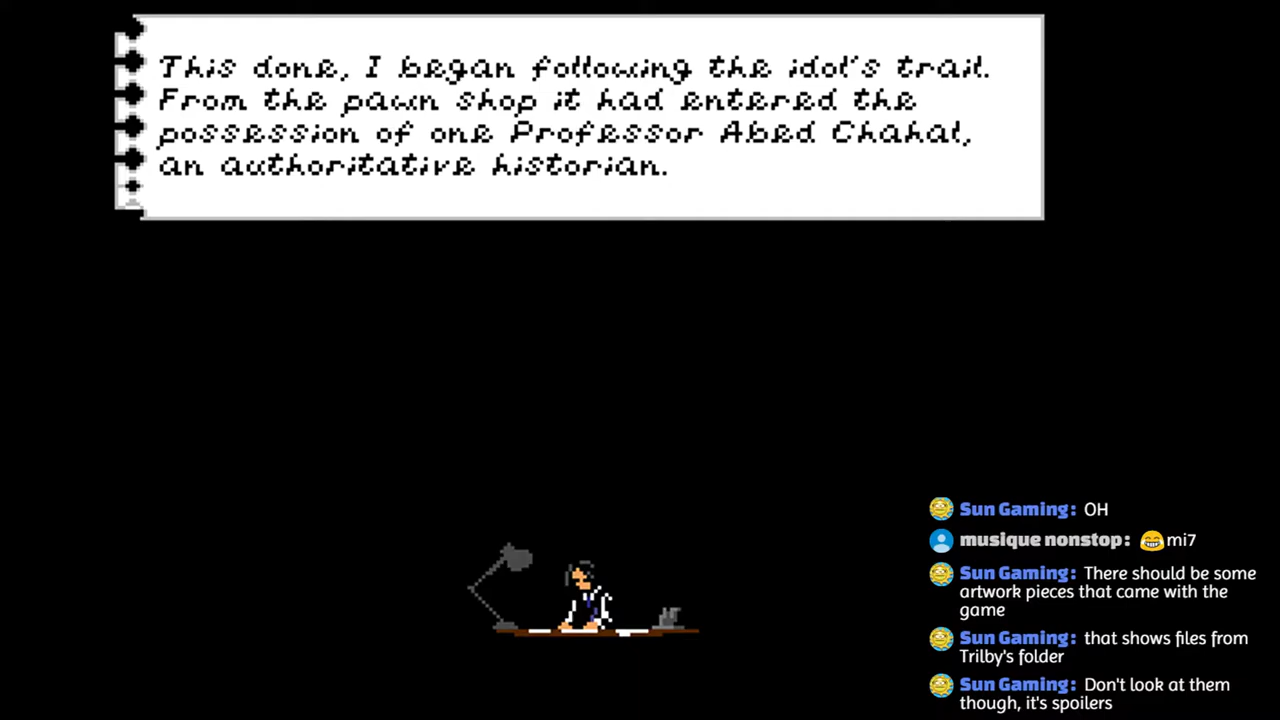 This done, I began following the idol's trail.
From the pawn shop it had entered the
possession of one Professor Abed Chahal,
an authoritative historian.
Sun Gaming: OH
musique nonstop: 😂mi7
Sun Gaming: There should be some
artwork pieces that came with the
game
Sun Gaming: that shows files from
Trilby's folder
Sun Gaming: Don't look at them
though, it's spoilers